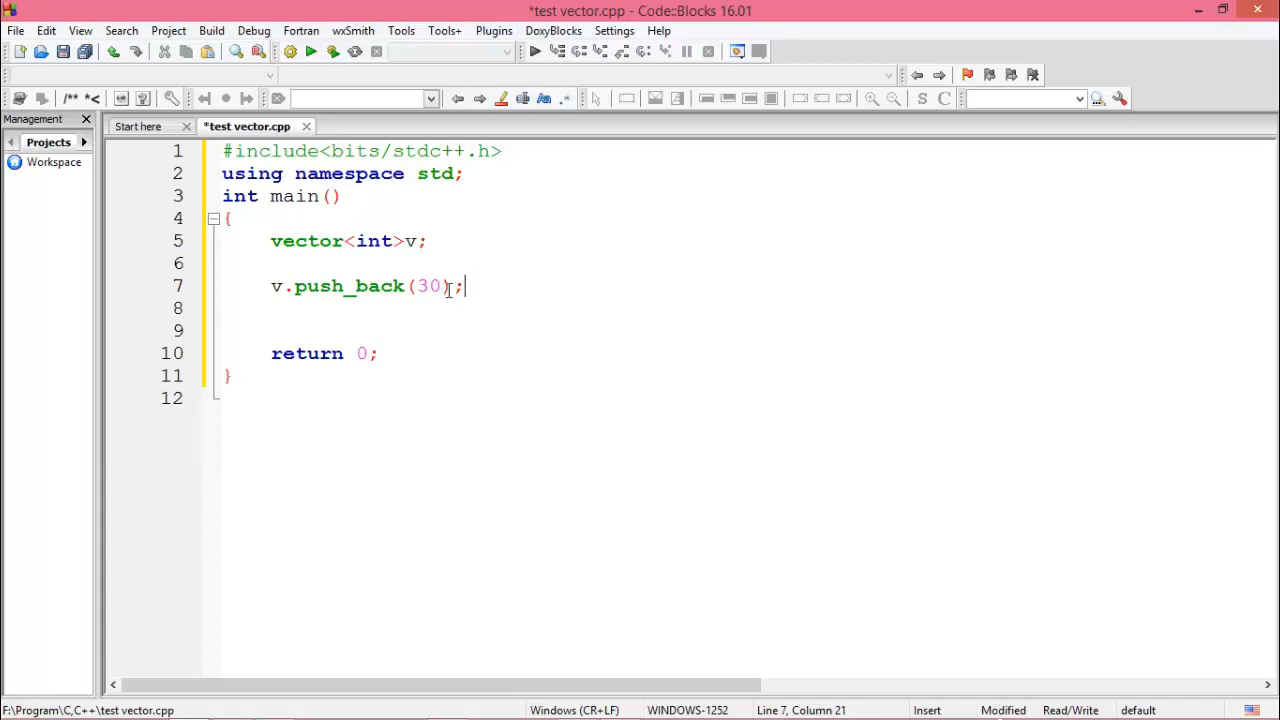 *test vector.cpp - Code::Blocks 16.01
File Edit View Search Project Build Debug Fortran wxSmith Tools Tools+ Plugins DoxyBlocks Settings Help
/** *<
S C
Management
Start here *test vector.cpp
Projects
Workspace
1 #include<bits/stdc++.h>
2 using namespace std;
3 int main()
4 {
5 vector<int>v;
6
7 v.push_back(30);
8
9
10 return 0;
11 }
12
F:\Program\C,C++\test vector.cpp Windows (CR+LF) WINDOWS-1252 Line 7, Column 21 Insert Modified Read/Write default